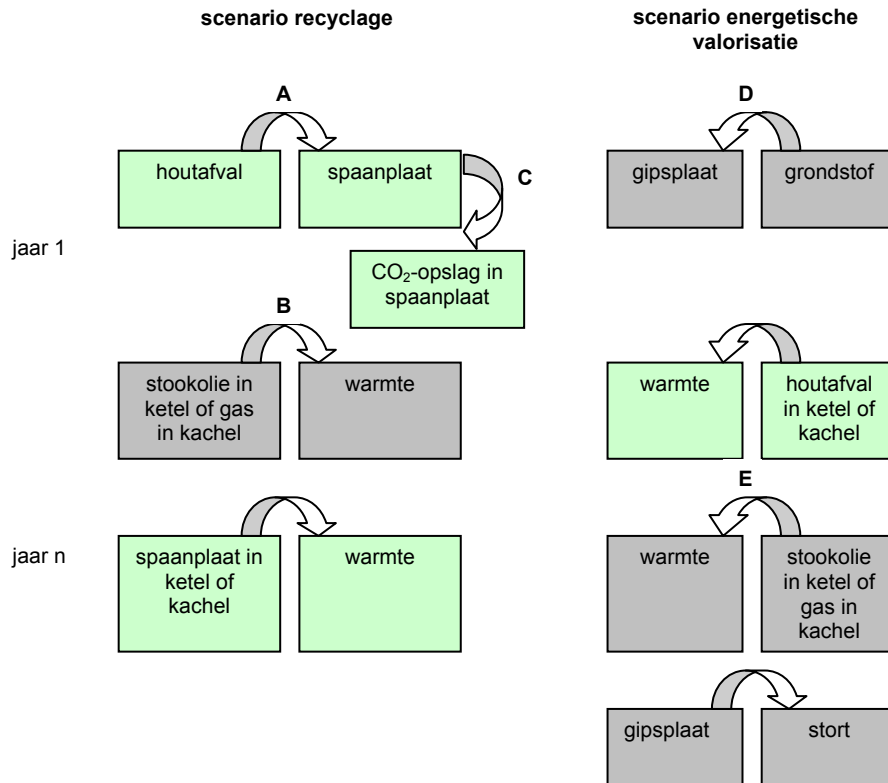 scenario recyclage
scenario energetische
valorisatie
A
D
houtafval
spaanplaat
C
gipsplaat
grondstof
jaar 1
CO₂-opslag in
spaanplaat
B
stookolie in
ketel of gas
in kachel
warmte
warmte
houtafval
in ketel of
kachel
E
jaar n
spaanplaat in
ketel of
kachel
warmte
warmte
stookolie
in ketel of
gas in
kachel
gipsplaat
stort